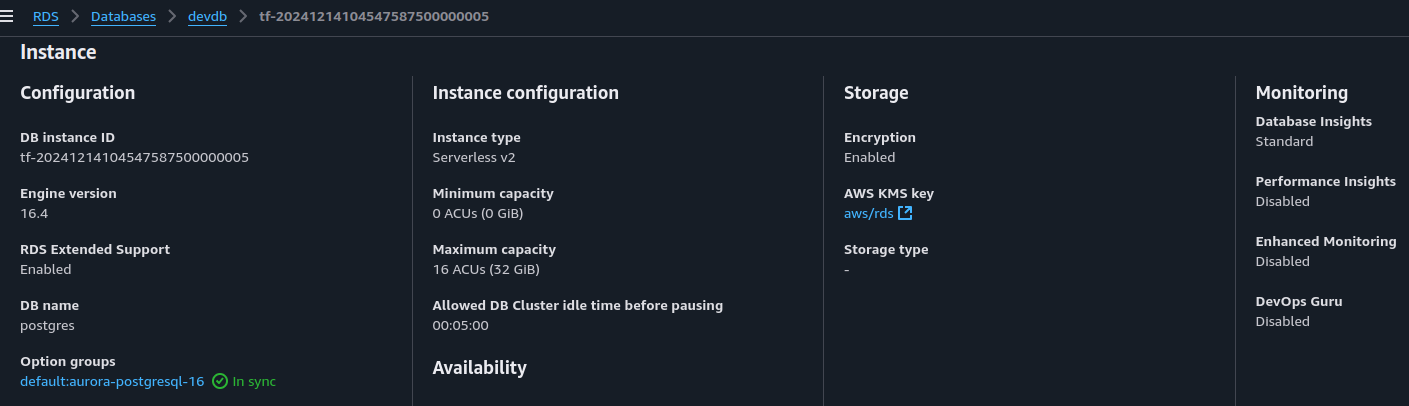 RDS > Databases > devdb > tf-20241214104547587500000005
Instance
Configuration
DB instance ID
tf-20241214104547587500000005
Engine version
16.4
RDS Extended Support
Enabled
DB name
postgres
Option groups
default:aurora-postgresql-16 In sync
Instance configuration
Instance type
Serverless v2
Minimum capacity
0 ACUs (0 GiB)
Maximum capacity
16 ACUs (32 GiB)
Allowed DB Cluster idle time before pausing
00:05:00
Availability
Storage
Encryption
Enabled
AWS KMS key
aws/rds
Storage type
-
Monitoring
Database Insights
Standard
Performance Insights
Disabled
Enhanced Monitoring
Disabled
DevOps Guru
Disabled